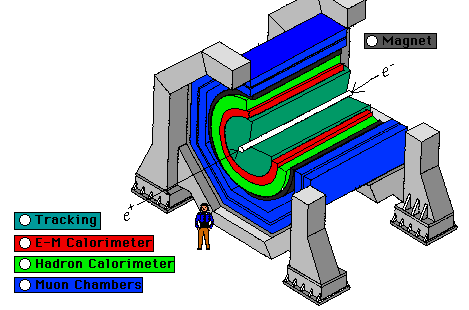 Magnet
e-
e+
Tracking
E-M Calorimeter
Hadron Calorimeter
Muon Chambers